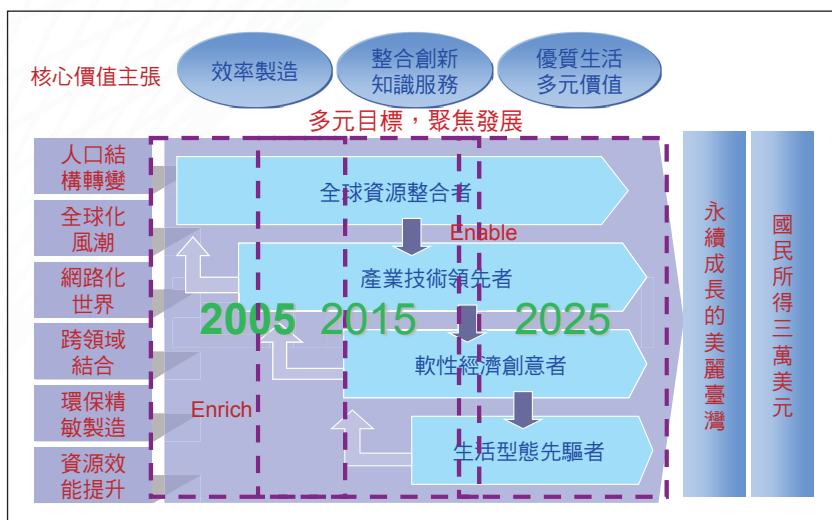 核心價值主張
效率製造
整合創新
知識服務
優質生活
多元價值
多元目標，聚焦發展
人口結
構轉變
全球化
風潮
網路化
世界
跨領域
結合
環保精
敏製造
資源效
能提升
全球資源整合者
Enable
產業技術領先者
2005 2015 2025
軟性經濟創意者
Enrich
生活型態先驅者
永續成長的美麗臺灣
國民所得三萬美元